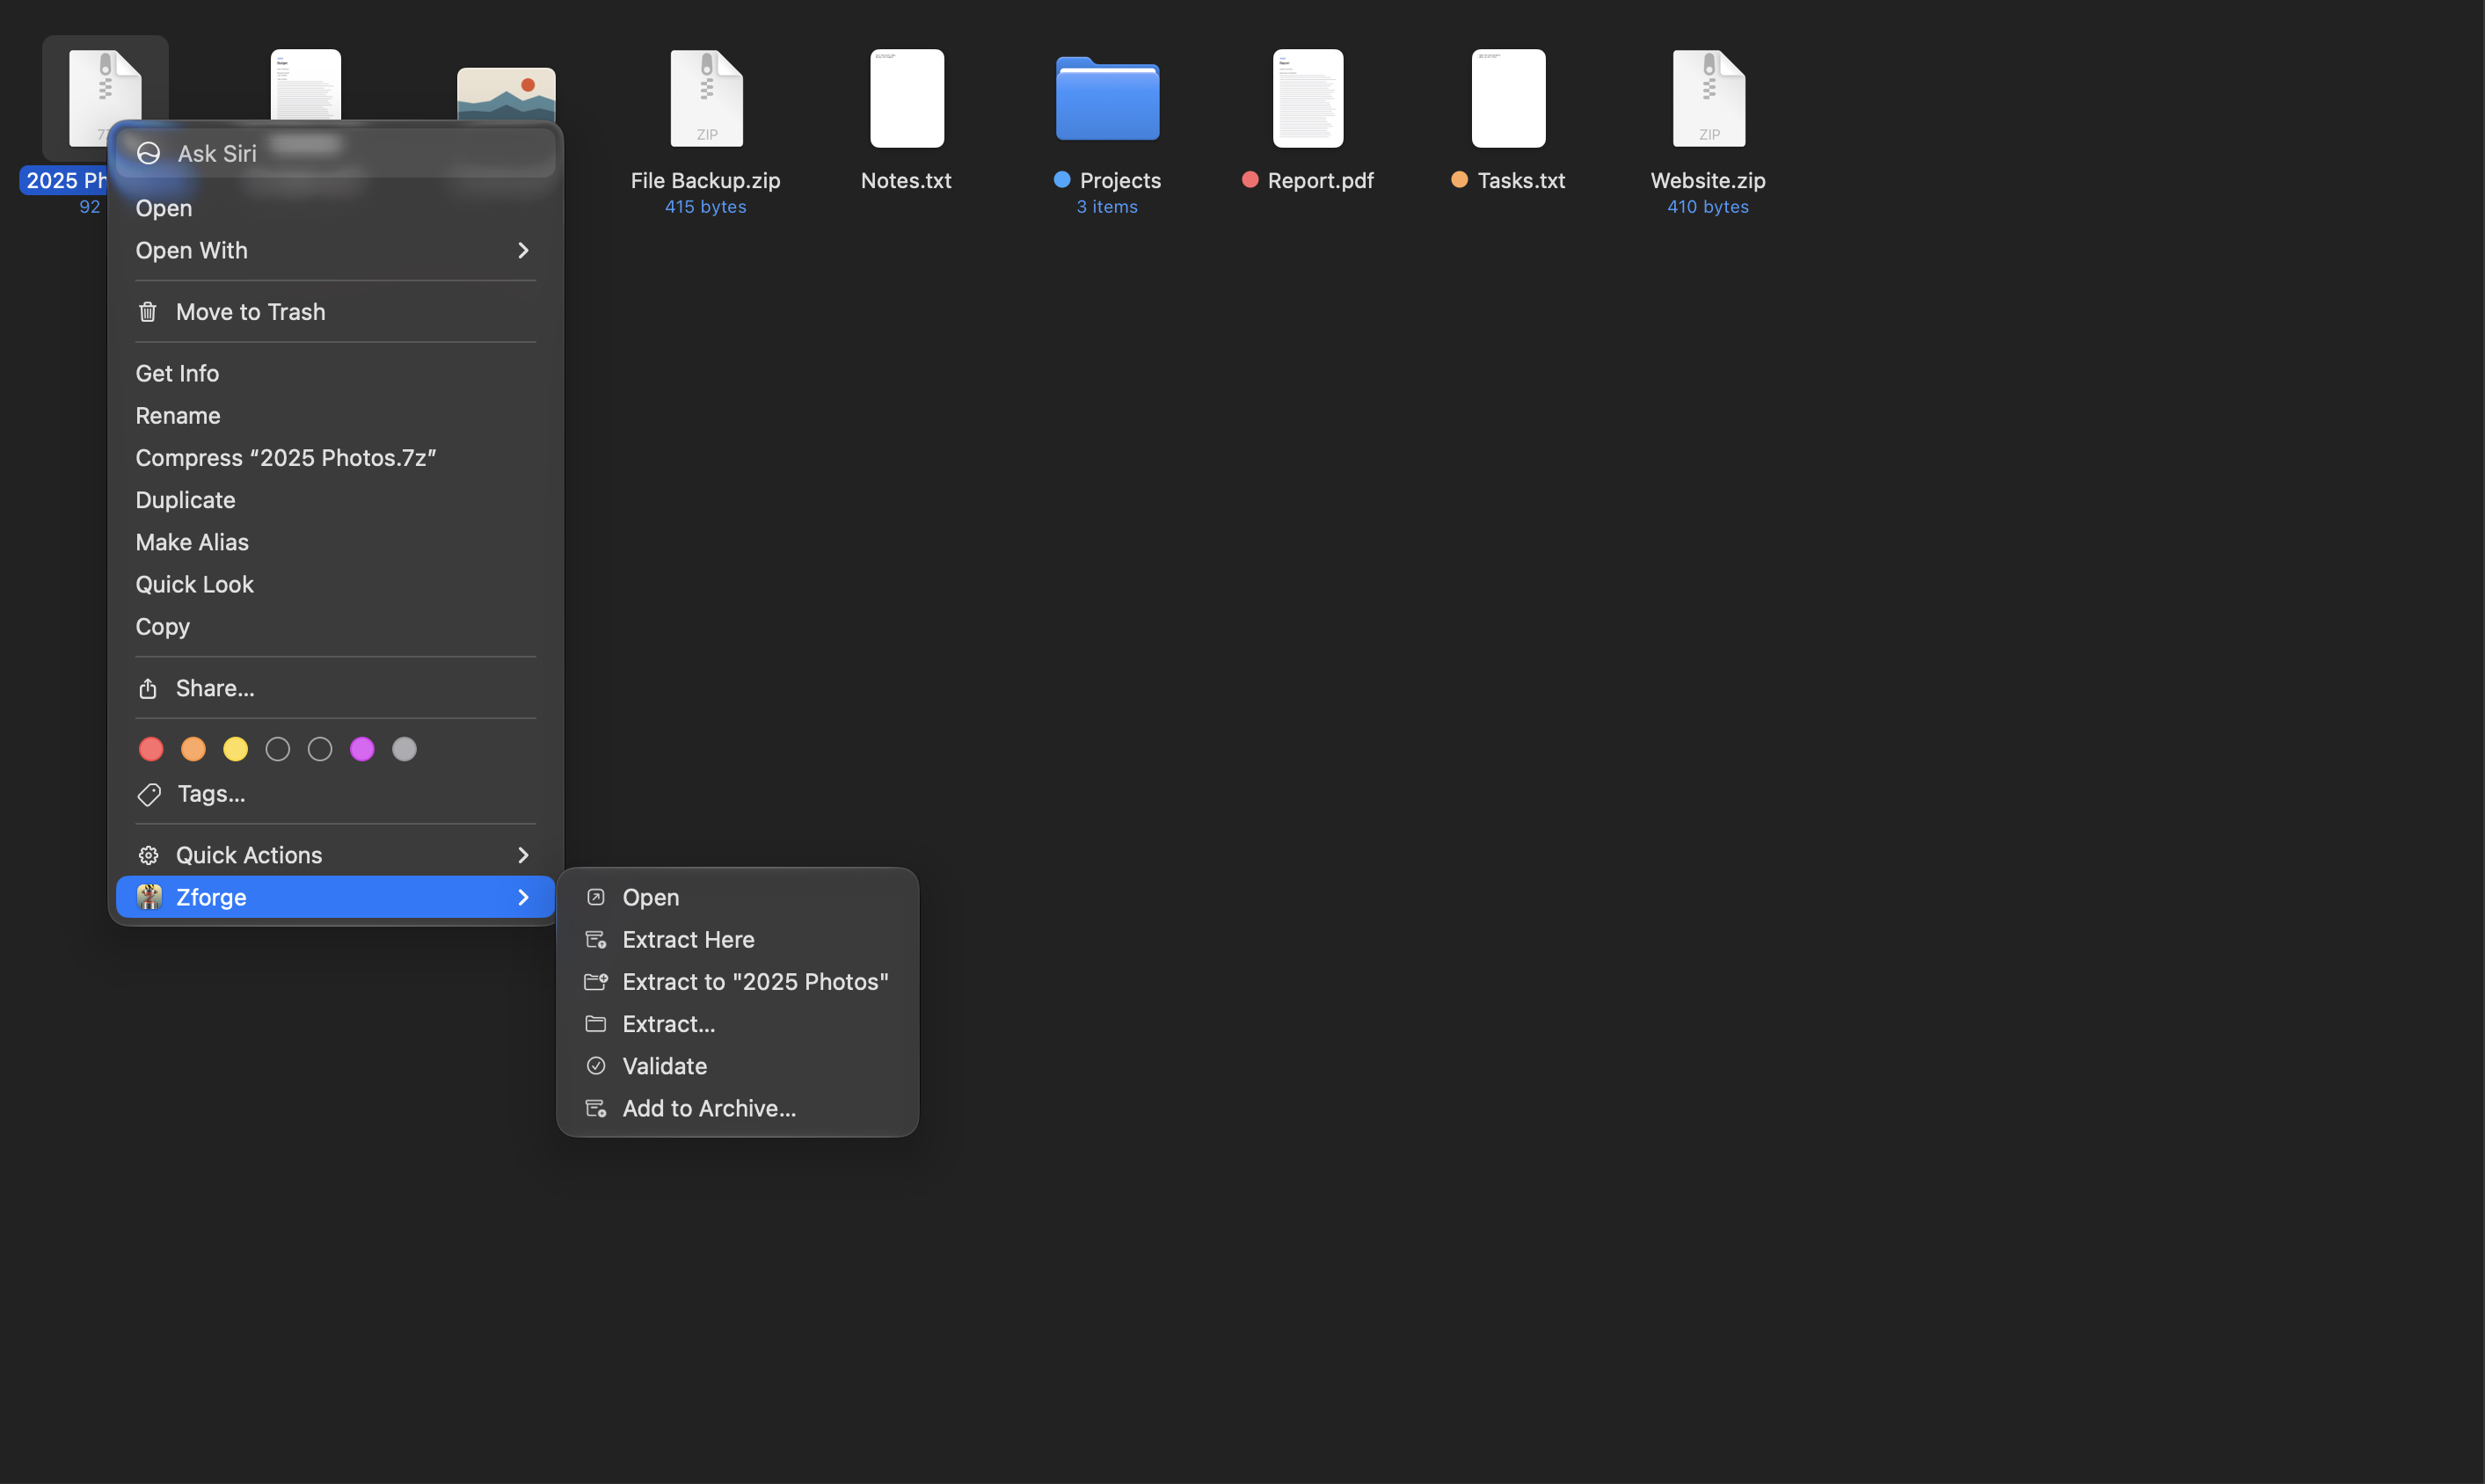 2025 Ph
92
ZIP
File Backup.zip
415 bytes
Notes.txt
Projects
3 items
Report.pdf
Tasks.txt
ZIP
Website.zip
410 bytes
Ask Siri
Open
Open With
Move to Trash
Get Info
Rename
Compress “2025 Photos.7z”
Duplicate
Make Alias
Quick Look
Copy
Share...
Tags...
Quick Actions
Zforge
Open
Extract Here
Extract to "2025 Photos"
Extract...
Validate
Add to Archive...